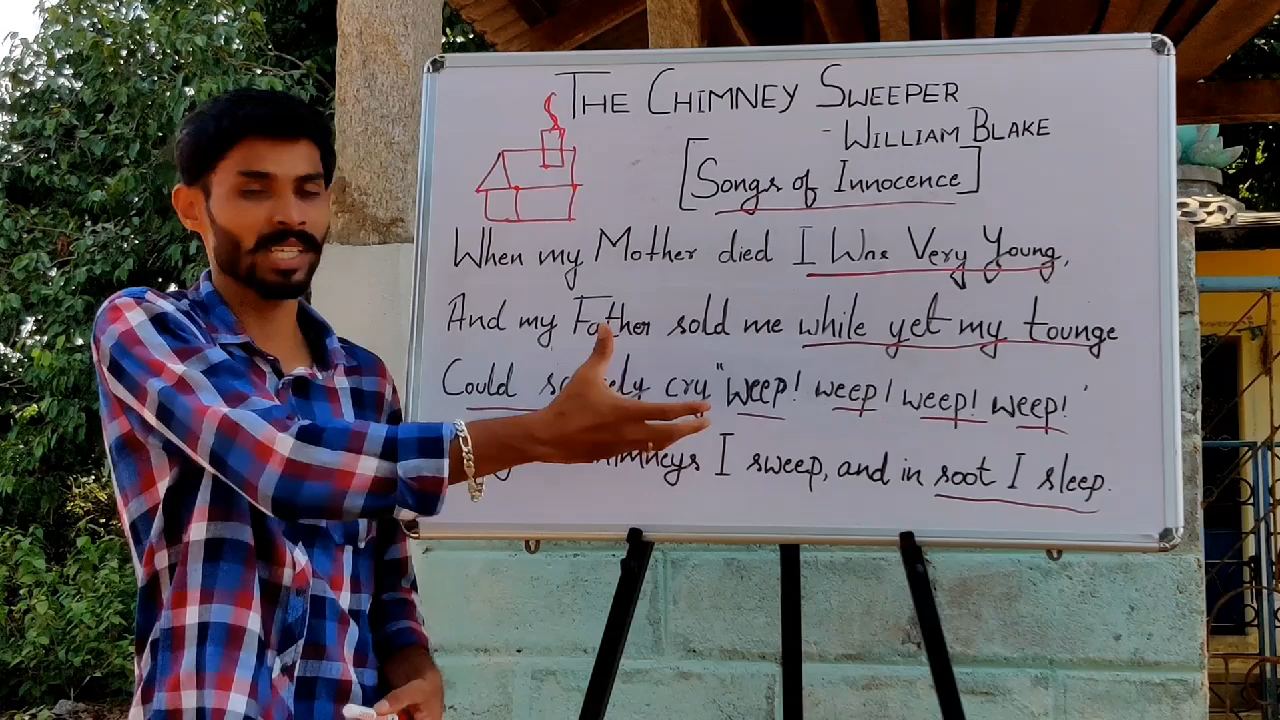 THE CHIMNEY SWEEPER
- WILLIAM BLAKE
[Songs of Innocence]
When my Mother died I Was Very Young,
And my Father sold me while yet my tounge
Could cry "weep! weep! weep! weep!'
chimneys I sweep, and in soot I sleep.